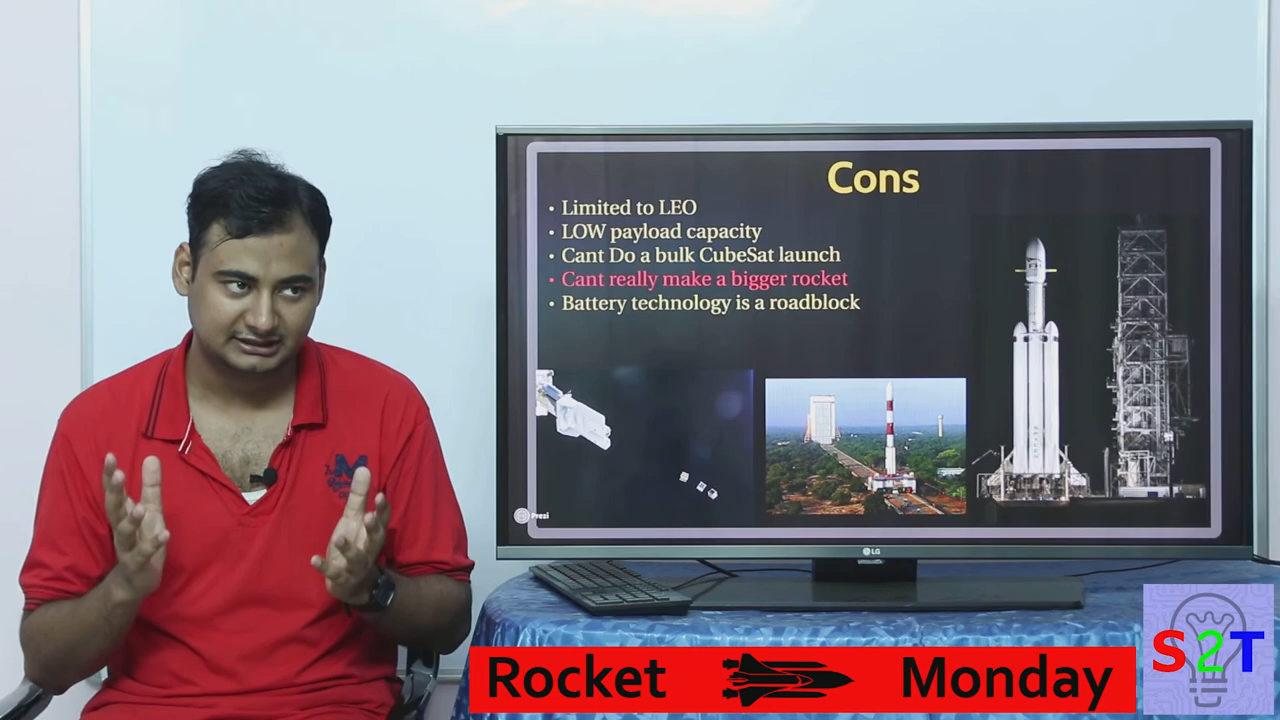 Cons
• Limited to LEO
• LOW payload capacity
• Cant Do a bulk CubeSat launch
• Cant really make a bigger rocket
• Battery technology is a roadblock
Prezi
LG
M
Rocket Monday
S2T